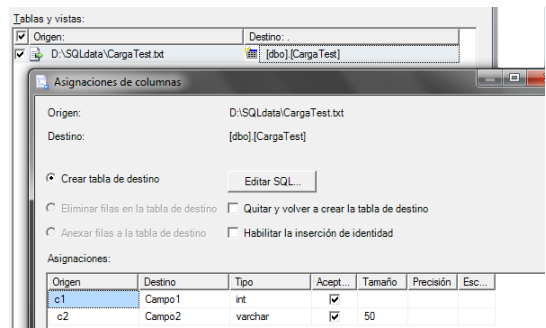 Tablas y vistas:
Origen: Destino: .
D:\SQLdata\CargaTest.txt [dbo].[CargaTest]
Asignaciones de columnas
Origen: D:\SQLdata\CargaTest.txt
Destino: [dbo].[CargaTest]
Crear tabla de destino Editar SQL...
Eliminar filas en la tabla de destino Quitar y volver a crear la tabla de destino
Anexar filas a la tabla de destino Habilitar la inserción de identidad
Asignaciones:
Origen Destino Tipo Acept... Tamaño Precisión Esc...
c1 Campo1 int
c2 Campo2 varchar 50